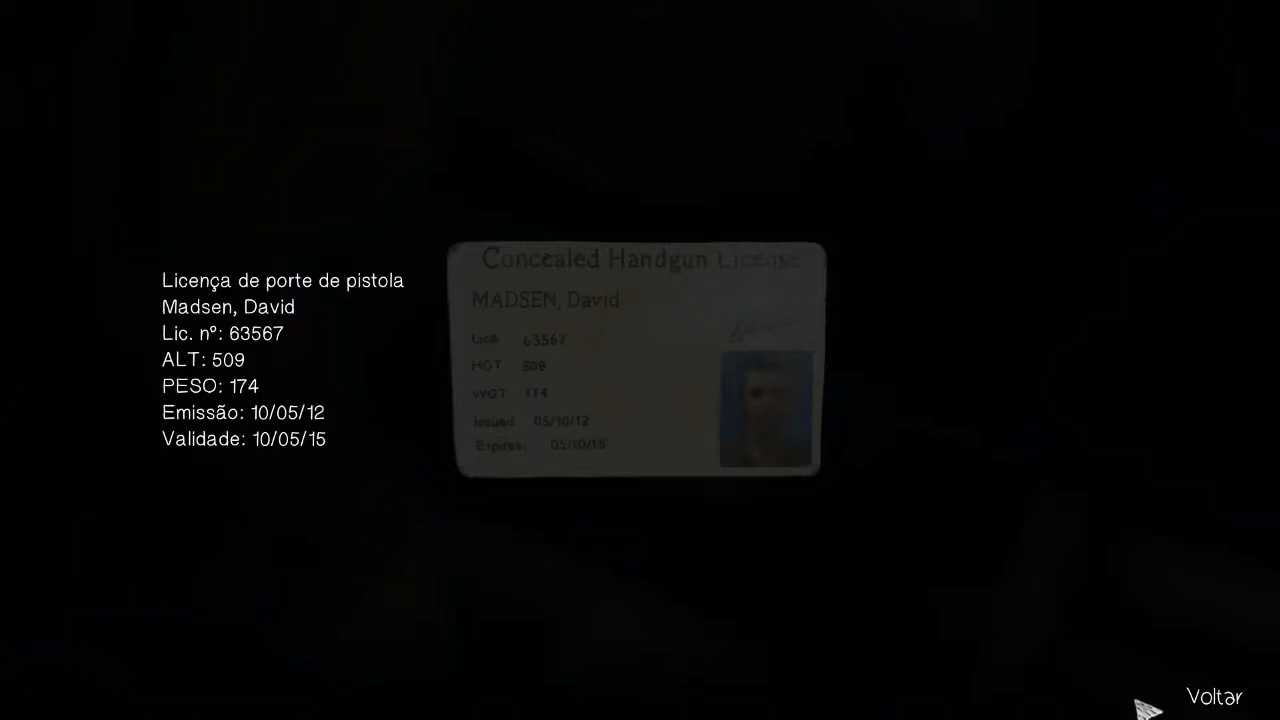 Licença de porte de pistola
Madsen, David
Lic. nº: 63567
ALT: 509
PESO: 174
Emissão: 10/05/12
Validade: 10/05/15
Concealed Handgun License
MADSEN, David
Lic# 63567
HGT 509
WGT 174
Issued 05/10/12
Expires: 05/10/15
Voltar